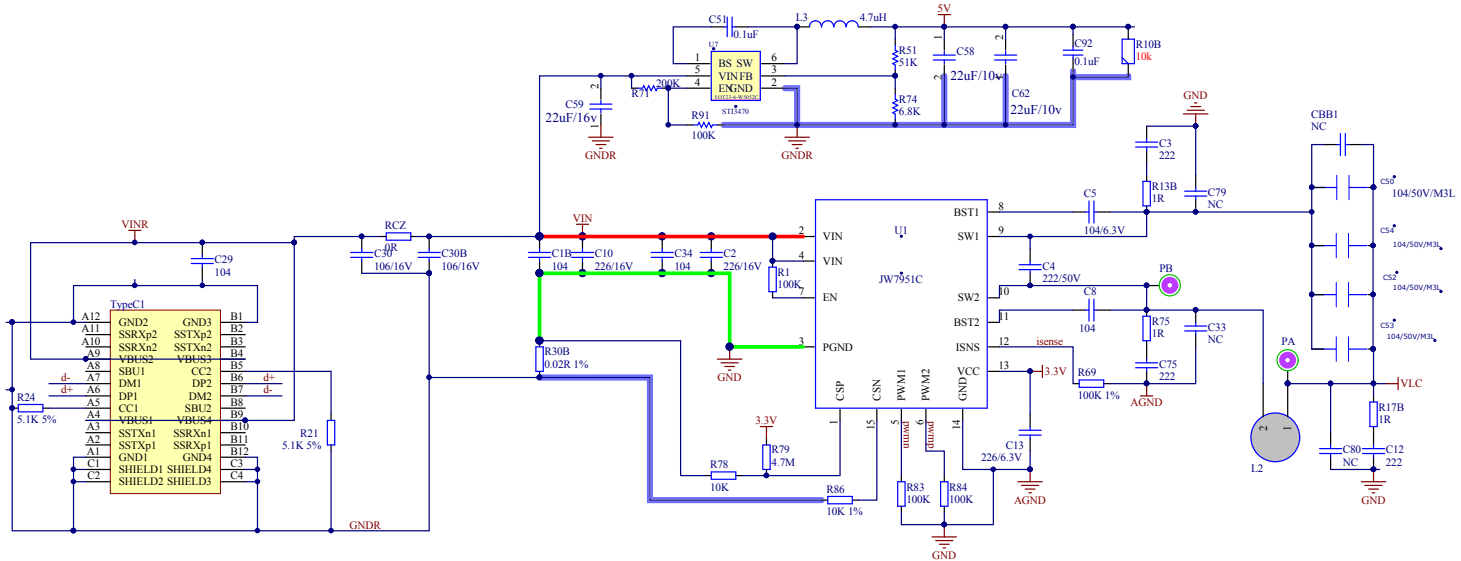 5V
C51
0.1uF
L3
4.7uH
U7
1
BS SW
6
5
VIN FB
3
4
EN
GND
2
SOT23-6-W5052C
STI3470
R71
200K
R91
100K
C59
22uF/16v
2
1
GNDR
GNDR
R51
51K
R74
6.8K
C58
22uF/10v
1
2
C62
22uF/10v
2
C92
0.1uF
R10B
10k
GND
C3
222
R13B
1R
C79
NC
CBB1
NC
C50
104/50V/M3L
C54
104/50V/M3L
C52
104/50V/M3L
C53
104/50V/M3L
VINR
C29
104
RCZ
0R
C30
106/16V
C30B
106/16V
VIN
C1B
104
C10
226/16V
C34
104
C2
226/16V
R1
100K
GND
R30B
0.02R 1%
U1
JW7951C
2
VIN
4
VIN
7
EN
3
PGND
BST1
8
SW1
9
SW2
10
BST2
11
ISNS
12
VCC
13
CSP
1
CSN
15
PWM1
5
PWM2
6
GND
14
pwm
pwm
C5
104/6.3V
C4
222/50V
C8
104
isense
3.3V
R69
100K 1%
PB
R75
1R
C75
222
C33
NC
AGND
C13
226/6.3V
AGND
PA
VLC
L2
2
1
R17B
1R
C80
NC
C12
222
GND
3.3V
R79
4.7M
R78
10K
R86
10K 1%
R83
100K
R84
100K
GND
TypeC1
A12
GND2
GND3
B1
A11
SSRXp2
SSTXp2
B2
A10
SSRXn2
SSTXn2
B3
A9
VBUS2
VBUS3
B4
A8
SBU1
CC2
B5
d-
A7
DM1
DP2
B6
d+
d+
A6
DP1
DM2
B7
d-
A5
CC1
SBU2
B8
A4
VBUS1
VBUS4
B9
A3
SSTXn1
SSRXn1
B10
A2
SSTXp1
SSRXp1
B11
A1
GND1
GND4
B12
C1
SHIELD1
SHIELD4
C3
C2
SHIELD2
SHIELD3
C4
R24
5.1K 5%
R21
5.1K 5%
GNDR